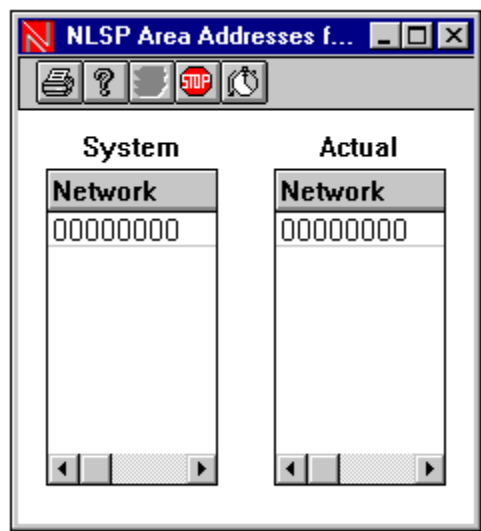 NLSP Area Addresses f...
STOP
System Actual
Network Network
00000000 00000000